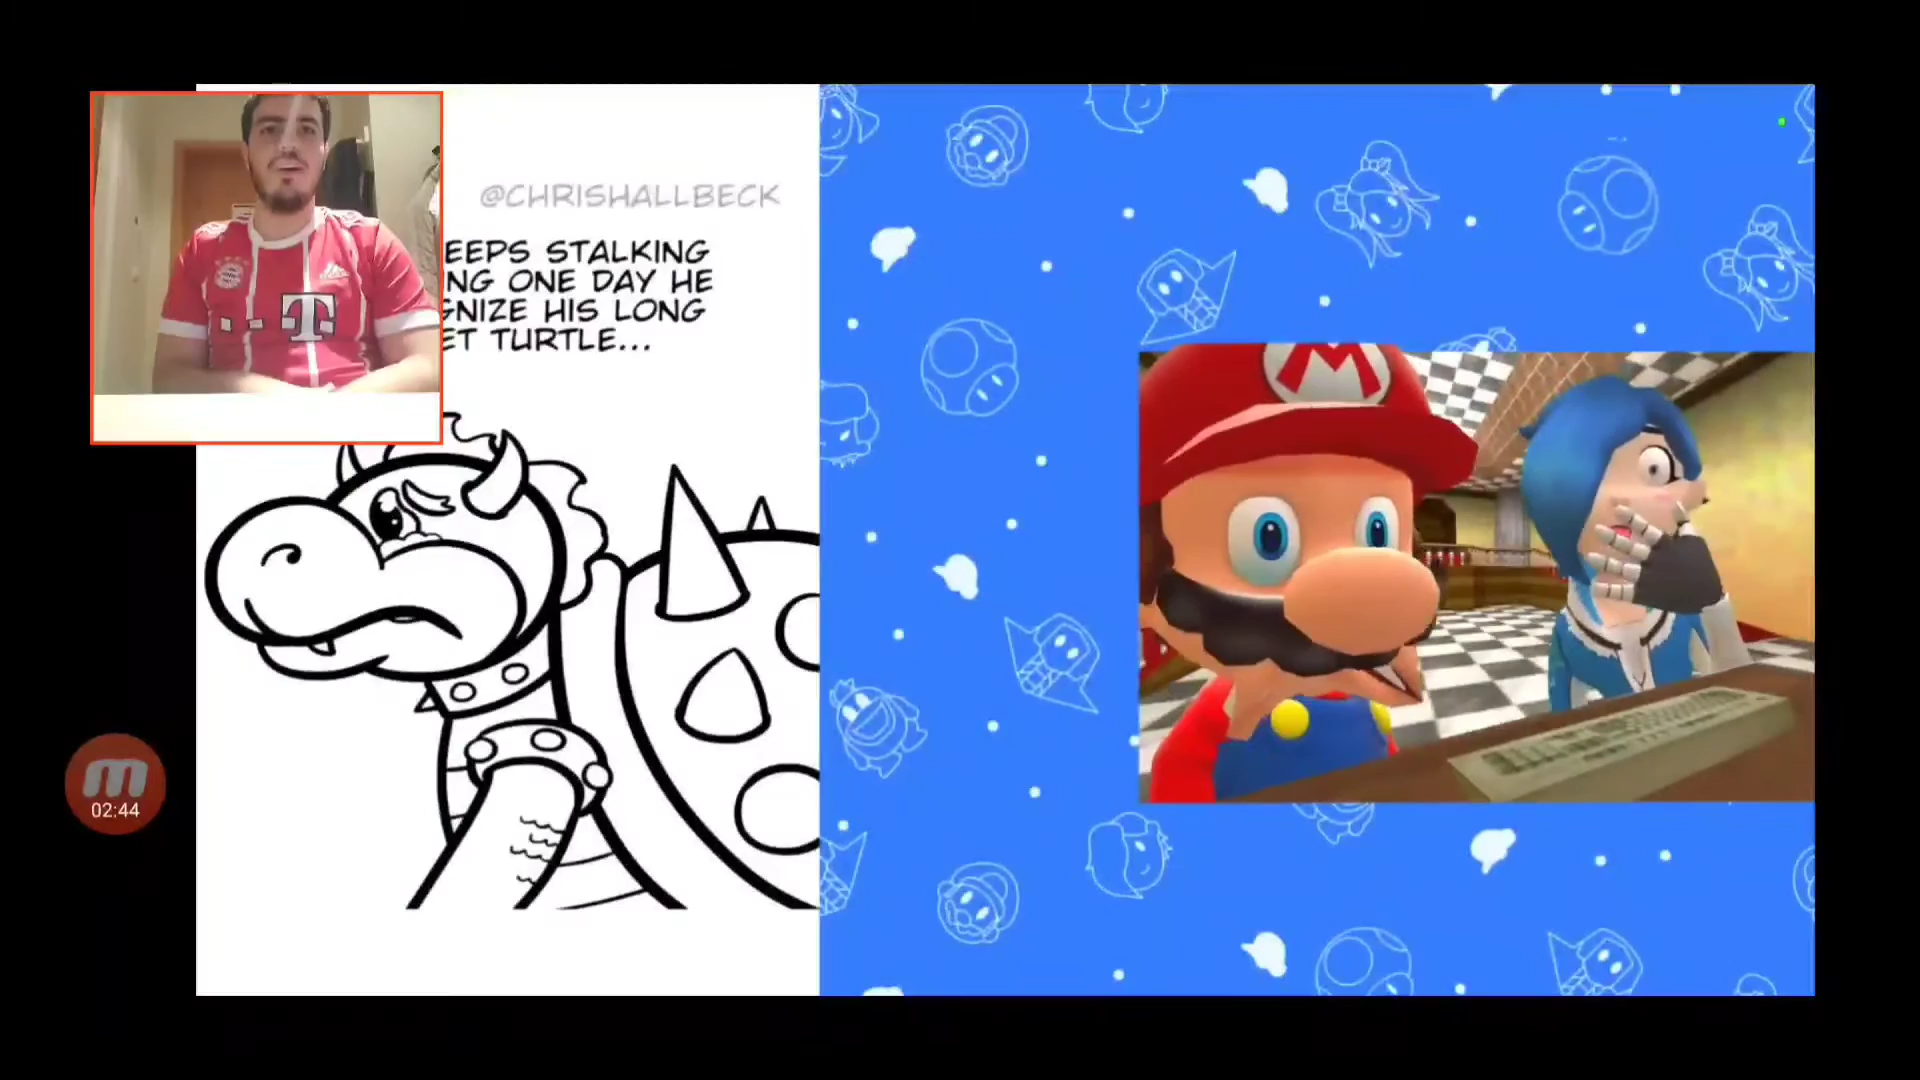 @CHRISHALLBECK
EEPS STALKING
NG ONE DAY HE
GNIZE HIS LONG
ET TURTLE...
T
M
02:44